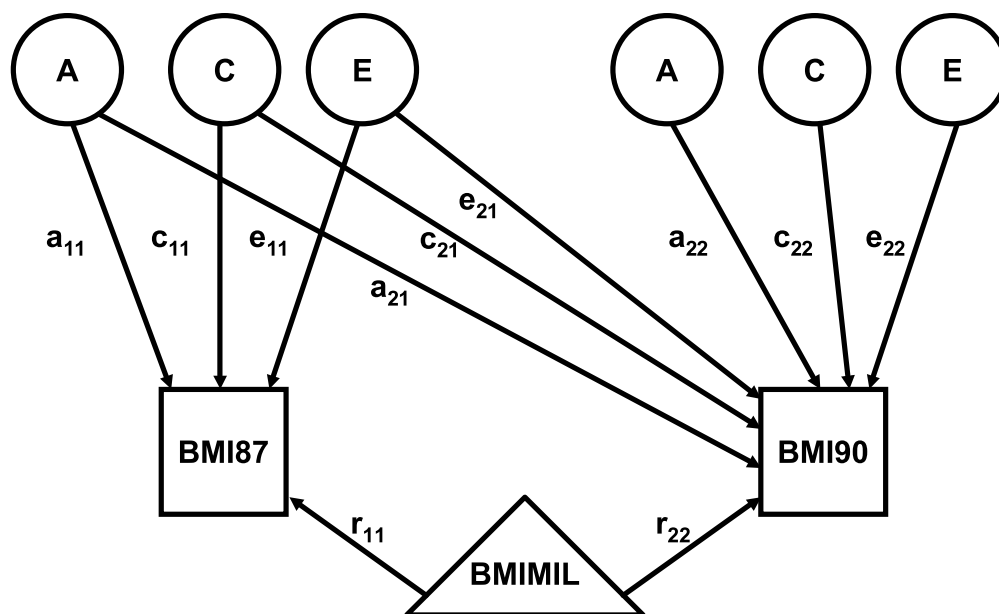 A C E A C E
e₂₁
a₁₁ c₁₁ e₁₁ c₂₁ a₂₂ c₂₂ e₂₂
a₂₁
BMI87 BMI90
r₁₁ r₂₂
BMIMIL